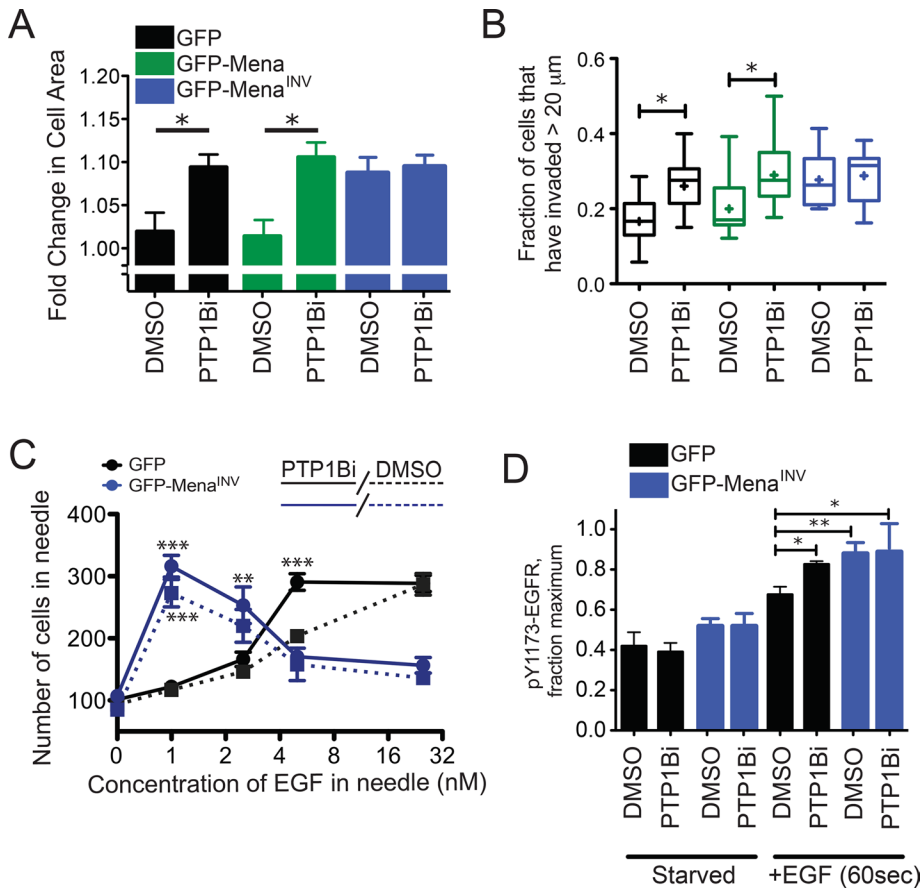 A
GFP
GFP-Mena
GFP-Mena^INV
Fold Change in Cell Area
1.20
1.15
1.10
1.05
1.00
*
*
DMSO
PTP1Bi
DMSO
PTP1Bi
DMSO
PTP1Bi
B
Fraction of cells that
have invaded > 20 μm
0.6
0.4
0.2
0.0
*
*
DMSO
PTP1Bi
DMSO
PTP1Bi
DMSO
PTP1Bi
C
GFP
GFP-Mena^INV
PTP1Bi
DMSO
Number of cells in needle
400
300
200
100
***
***
**
***
0
1
2
4
8
16
32
Concentration of EGF in needle (nM)
D
GFP
GFP-Mena^INV
pY1173-EGFR,
fraction maximum
1.0
0.8
0.6
0.4
0.2
0.0
*
**
*
DMSO
PTP1Bi
DMSO
PTP1Bi
DMSO
PTP1Bi
DMSO
PTP1Bi
Starved
+EGF (60sec)